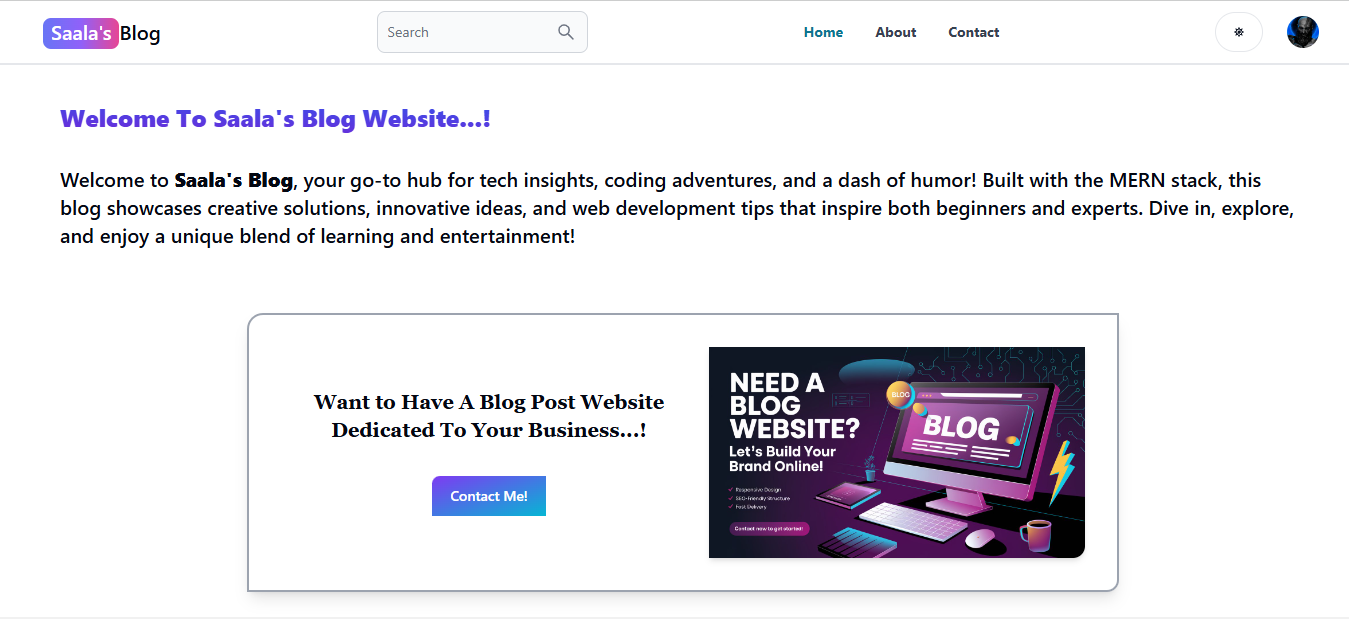 Saala's Blog
Search
Home About Contact
Welcome To Saala's Blog Website...!
Welcome to Saala's Blog, your go-to hub for tech insights, coding adventures, and a dash of humor! Built with the MERN stack, this
blog showcases creative solutions, innovative ideas, and web development tips that inspire both beginners and experts. Dive in, explore,
and enjoy a unique blend of learning and entertainment!
Want to Have A Blog Post Website
Dedicated To Your Business...!
Contact Me!
NEED A
BLOG
WEBSITE?
Let's Build Your
Brand Online!
Responsive Design
SEO-Friendly Structure
Fast Delivery
Contact now to get started!
BLOG
BLOG